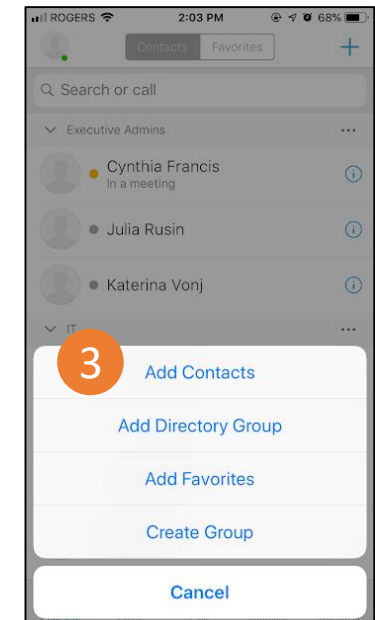 ROGERS 2:03 PM 68%
Contacts Favorites +
Search or call
Executive Admins ...
Cynthia Francis
In a meeting
Julia Rusin
Katerina Vonj
IT ...
3 Add Contacts
Add Directory Group
Add Favorites
Create Group
Cancel